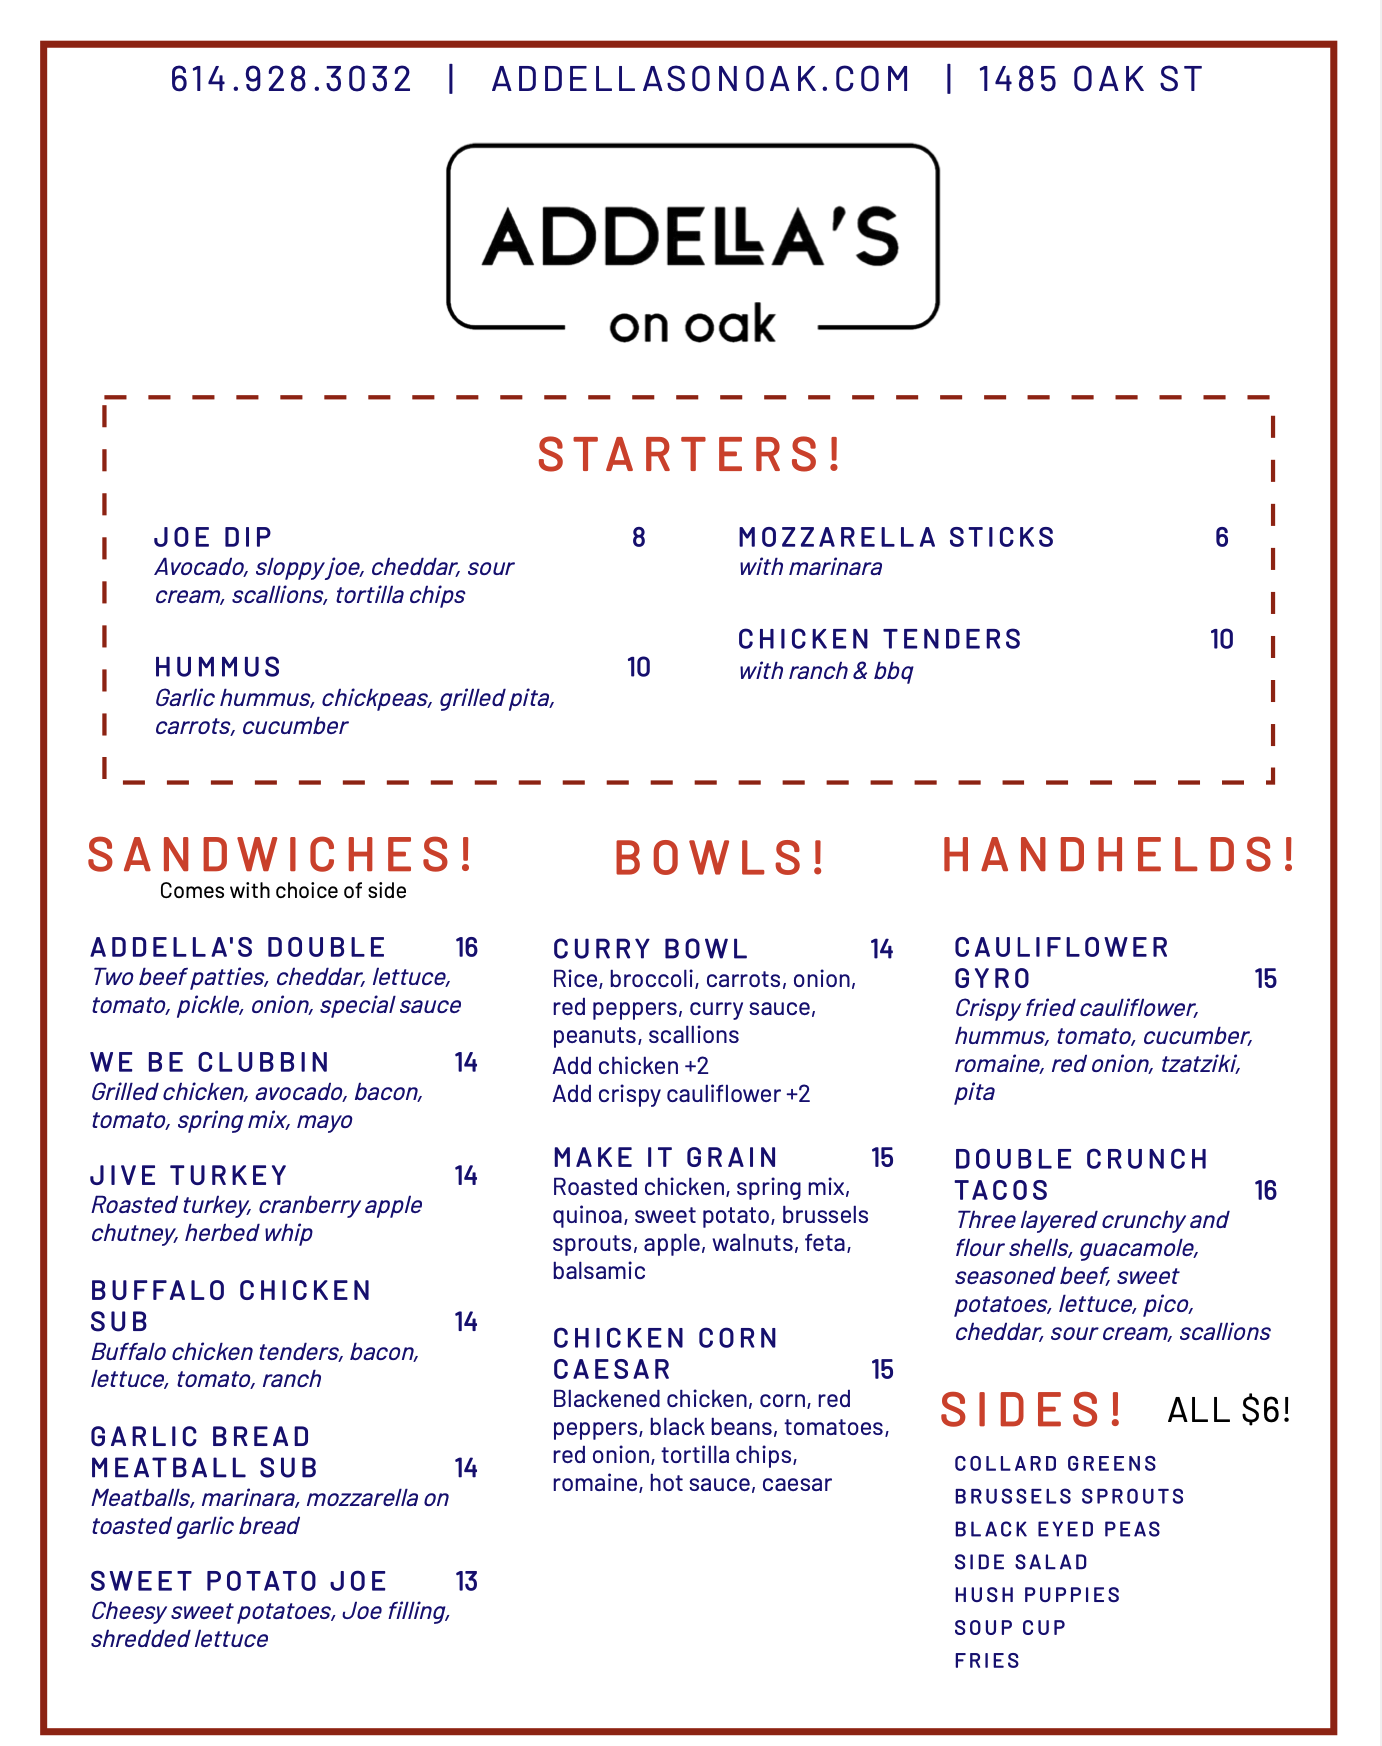 614.928.3032 | ADDELLASONOAK.COM | 1485 OAK ST
ADDELLA'S
on oak
STARTERS!
JOE DIP 8
Avocado, sloppy joe, cheddar, sour
cream, scallions, tortilla chips
HUMMUS 10
Garlic hummus, chickpeas, grilled pita,
carrots, cucumber
MOZZARELLA STICKS 6
with marinara
CHICKEN TENDERS 10
with ranch & bbq
SANDWICHES!
Comes with choice of side
ADDELLA'S DOUBLE 16
Two beef patties, cheddar, lettuce,
tomato, pickle, onion, special sauce
WE BE CLUBBIN 14
Grilled chicken, avocado, bacon,
tomato, spring mix, mayo
JIVE TURKEY 14
Roasted turkey, cranberry apple
chutney, herbed whip
BUFFALO CHICKEN
SUB 14
Buffalo chicken tenders, bacon,
lettuce, tomato, ranch
GARLIC BREAD
MEATBALL SUB 14
Meatballs, marinara, mozzarella on
toasted garlic bread
SWEET POTATO JOE 13
Cheesy sweet potatoes, Joe filling,
shredded lettuce
BOWLS!
CURRY BOWL 14
Rice, broccoli, carrots, onion,
red peppers, curry sauce,
peanuts, scallions
Add chicken +2
Add crispy cauliflower +2
MAKE IT GRAIN 15
Roasted chicken, spring mix,
quinoa, sweet potato, brussels
sprouts, apple, walnuts, feta,
balsamic
CHICKEN CORN
CAESAR 15
Blackened chicken, corn, red
peppers, black beans, tomatoes,
red onion, tortilla chips,
romaine, hot sauce, caesar
HANDHELDS!
CAULIFLOWER
GYRO 15
Crispy fried cauliflower,
hummus, tomato, cucumber,
romaine, red onion, tzatziki,
pita
DOUBLE CRUNCH
TACOS 16
Three layered crunchy and
flour shells, guacamole,
seasoned beef, sweet
potatoes, lettuce, pico,
cheddar, sour cream, scallions
SIDES! ALL $6!
COLLARD GREENS
BRUSSELS SPROUTS
BLACK EYED PEAS
SIDE SALAD
HUSH PUPPIES
SOUP CUP
FRIES